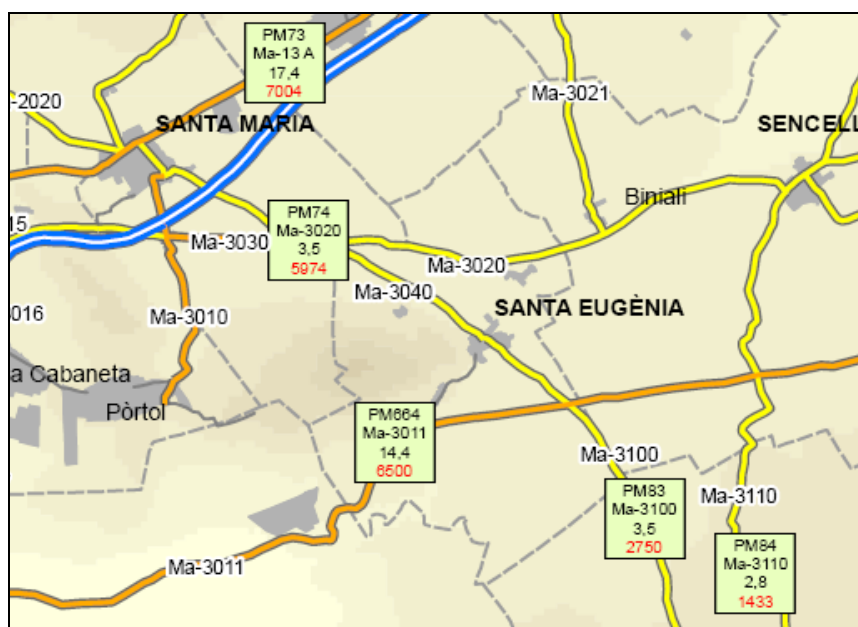 PM73
Ma-13 A
17,4
7004
-2020
Ma-3021
SANTA MARIA
SENCELL
Biniali
PM74
Ma-3020
3,5
5974
15
Ma-3030
Ma-3020
Ma-3040
016
Ma-3010
SANTA EUGÈNIA
a Cabaneta
Pòrtol
PM664
Ma-3011
14,4
6500
Ma-3100
PM83
Ma-3100
3,5
2750
Ma-3110
PM84
Ma-3110
2,8
1433
Ma-3011